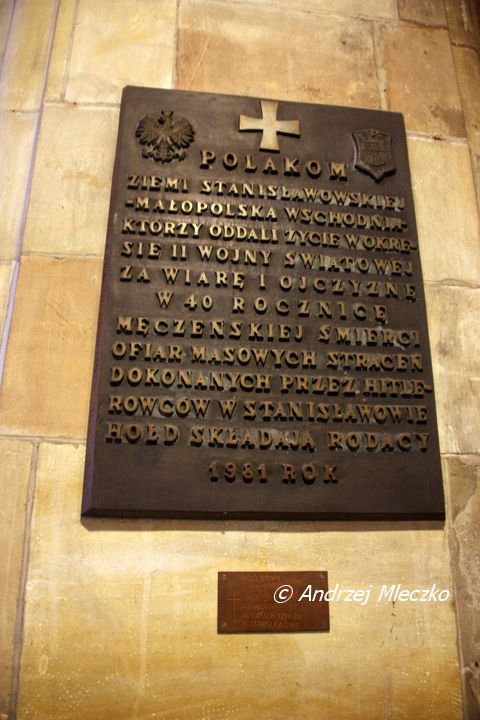 POLAKOM
ZIEMI STANISŁAWOWSKIEJ
-MAŁOPOLSKA WSCHODNIA-
KTÓRZY ODDALI ŻYCIE W OKRE-
SIE II WOJNY ŚWIATOWEJ
ZA WIARĘ I OJCZYZNĘ
W 40 ROCZNICĘ
MĘCZEŃSKIEJ ŚMIERCI
OFIAR MASOWYCH STRACEŃ
DOKONANYCH PRZEZ HITLE-
ROWCÓW W STANISŁAWOWIE
HOŁD SKŁADAJĄ RODACY
1981 ROK
© Andrzej Mleczko
W STANISŁAWOWIE